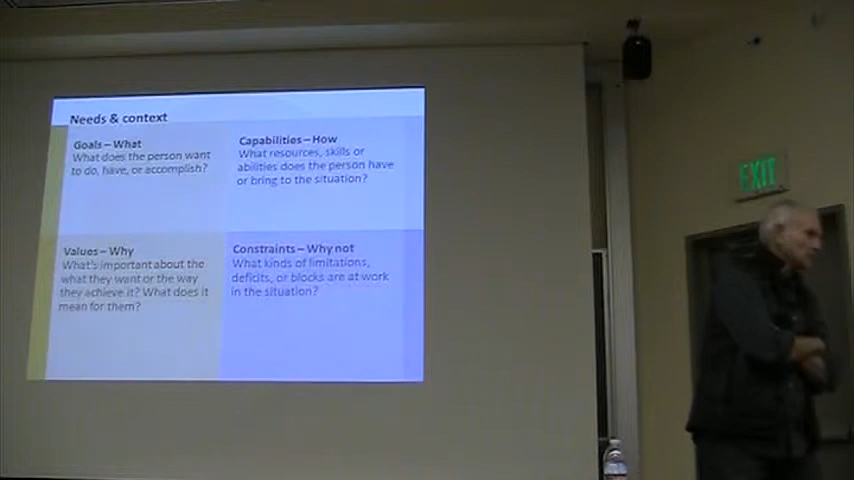 Needs & context
Goals – What
What does the person want
to do, have, or accomplish?
Capabilities – How
What resources, skills or
abilities does the person have
or bring to the situation?
Values – Why
What's important about the
what they want or the way
they achieve it? What does it
mean for them?
Constraints – Why not
What kinds of limitations,
deficits, or blocks are at work
in the situation?
EXIT